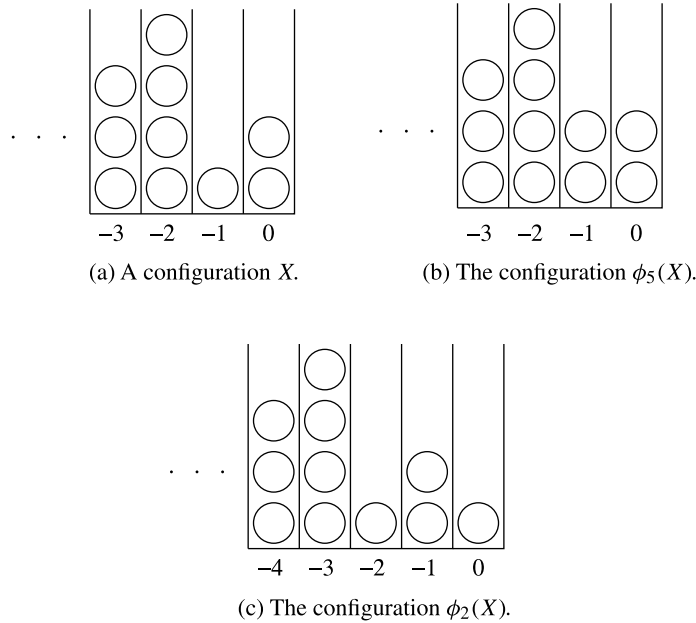 · · ·
−3 −2 −1 0
(a) A configuration X.
· · ·
−3 −2 −1 0
(b) The configuration ϕ₅(X).
· · ·
−4 −3 −2 −1 0
(c) The configuration ϕ₂(X).